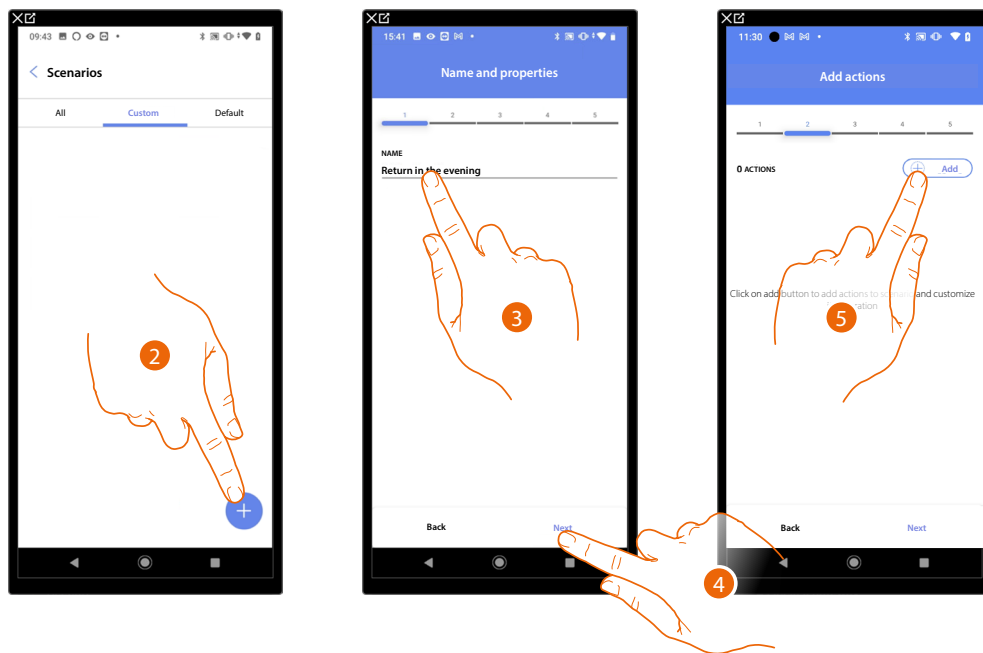 09:43
Scenarios
All Custom Default
2
15:41
Name and properties
1 2 3 4 5
NAME
Return in the evening
3
Back Next
4
11:30
Add actions
1 2 3 4 5
0 ACTIONS
Add
Click on add button to add actions to and customize
5
Back Next